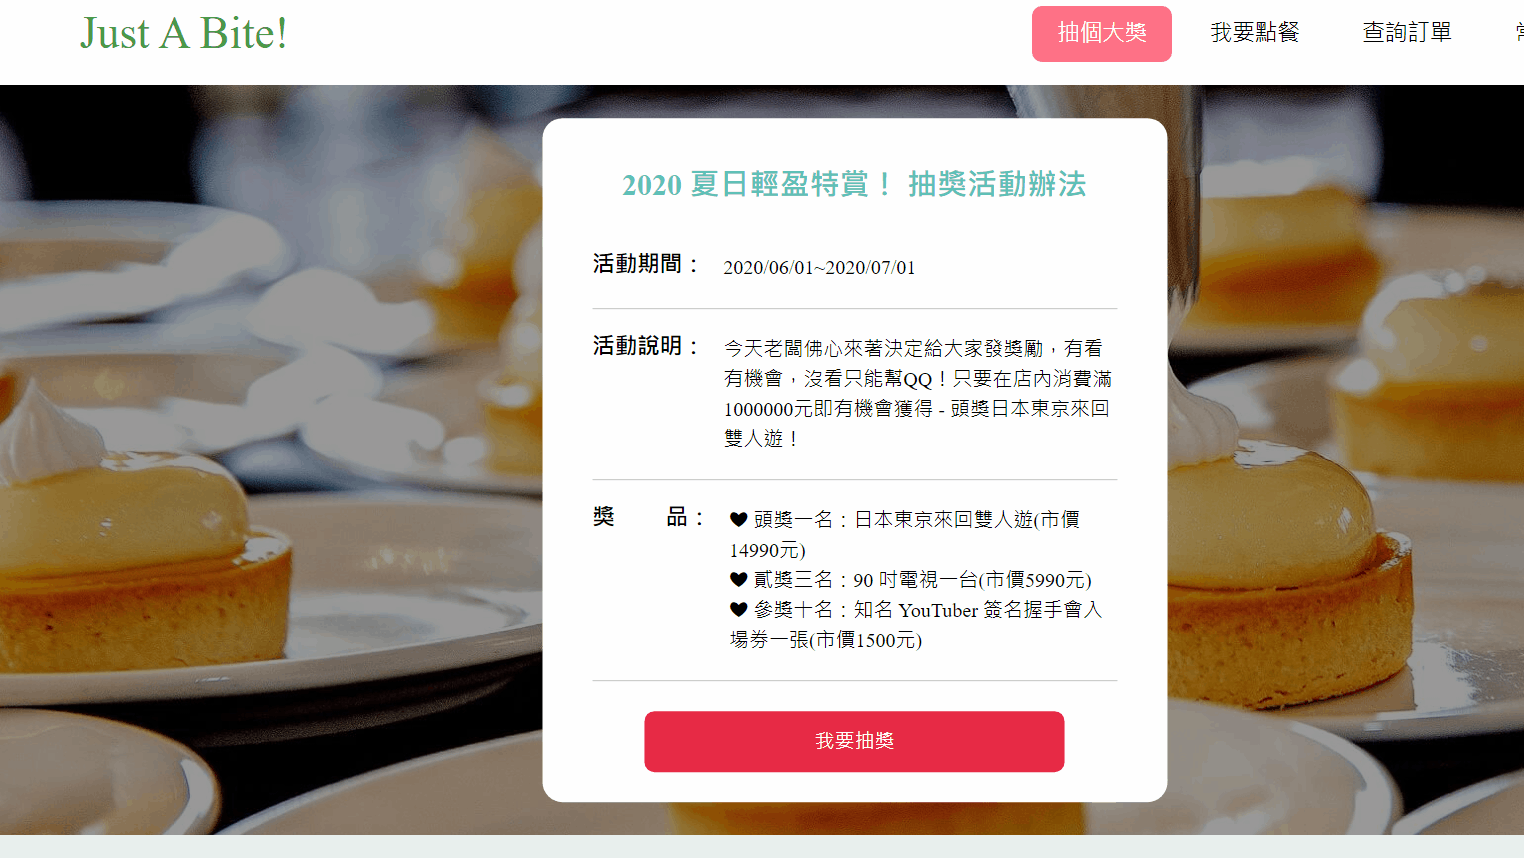 Just A Bite!
抽個大獎 我要點餐 查詢訂單
2020 夏日輕盈特賞！ 抽獎活動辦法
活動期間： 2020/06/01~2020/07/01
活動說明： 今天老闆佛心來著決定給大家發獎勵，有看
有機會，沒看只能幫QQ！只要在店內消費滿
1000000元即有機會獲得 - 頭獎日本東京來回
雙人遊！
獎 品： ♥ 頭獎一名：日本東京來回雙人遊(市價
14990元)
♥ 貳獎三名：90 吋電視一台(市價5990元)
♥ 參獎十名：知名 YouTuber 簽名握手會入
場券一張(市價1500元)
我要抽獎